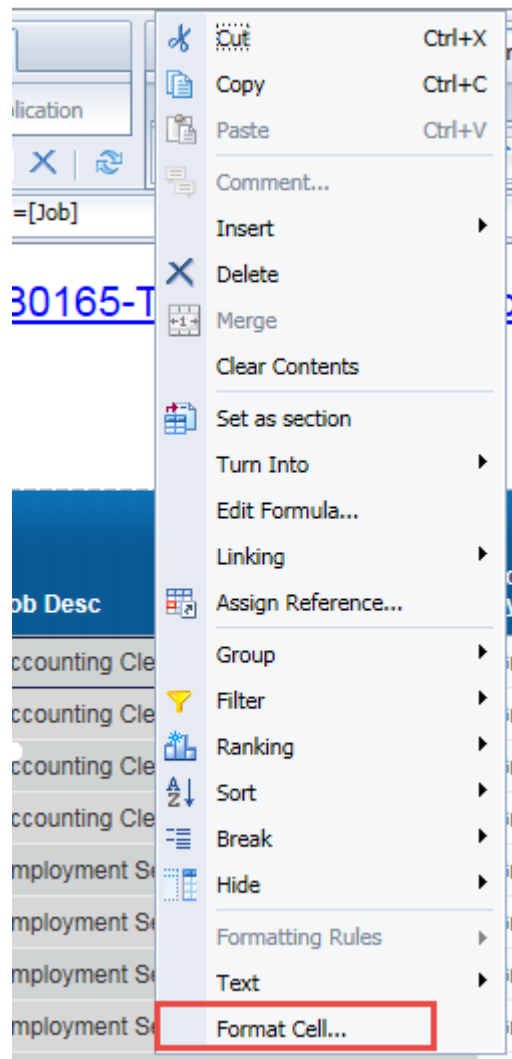 Cut Ctrl+X
Copy Ctrl+C
lication
Paste Ctrl+V
Comment...
=[Job]
Insert
Delete
30165-T
Merge
Clear Contents
Set as section
Turn Into
Edit Formula...
Linking
ob Desc
Assign Reference...
Group
ccounting Cle
Filter
ccounting Cle
Ranking
ccounting Cle
Sort
ccounting Cle
Break
mployment Se
Hide
mployment Se
Formatting Rules
mployment Se
Text
mployment Se
Format Cell...